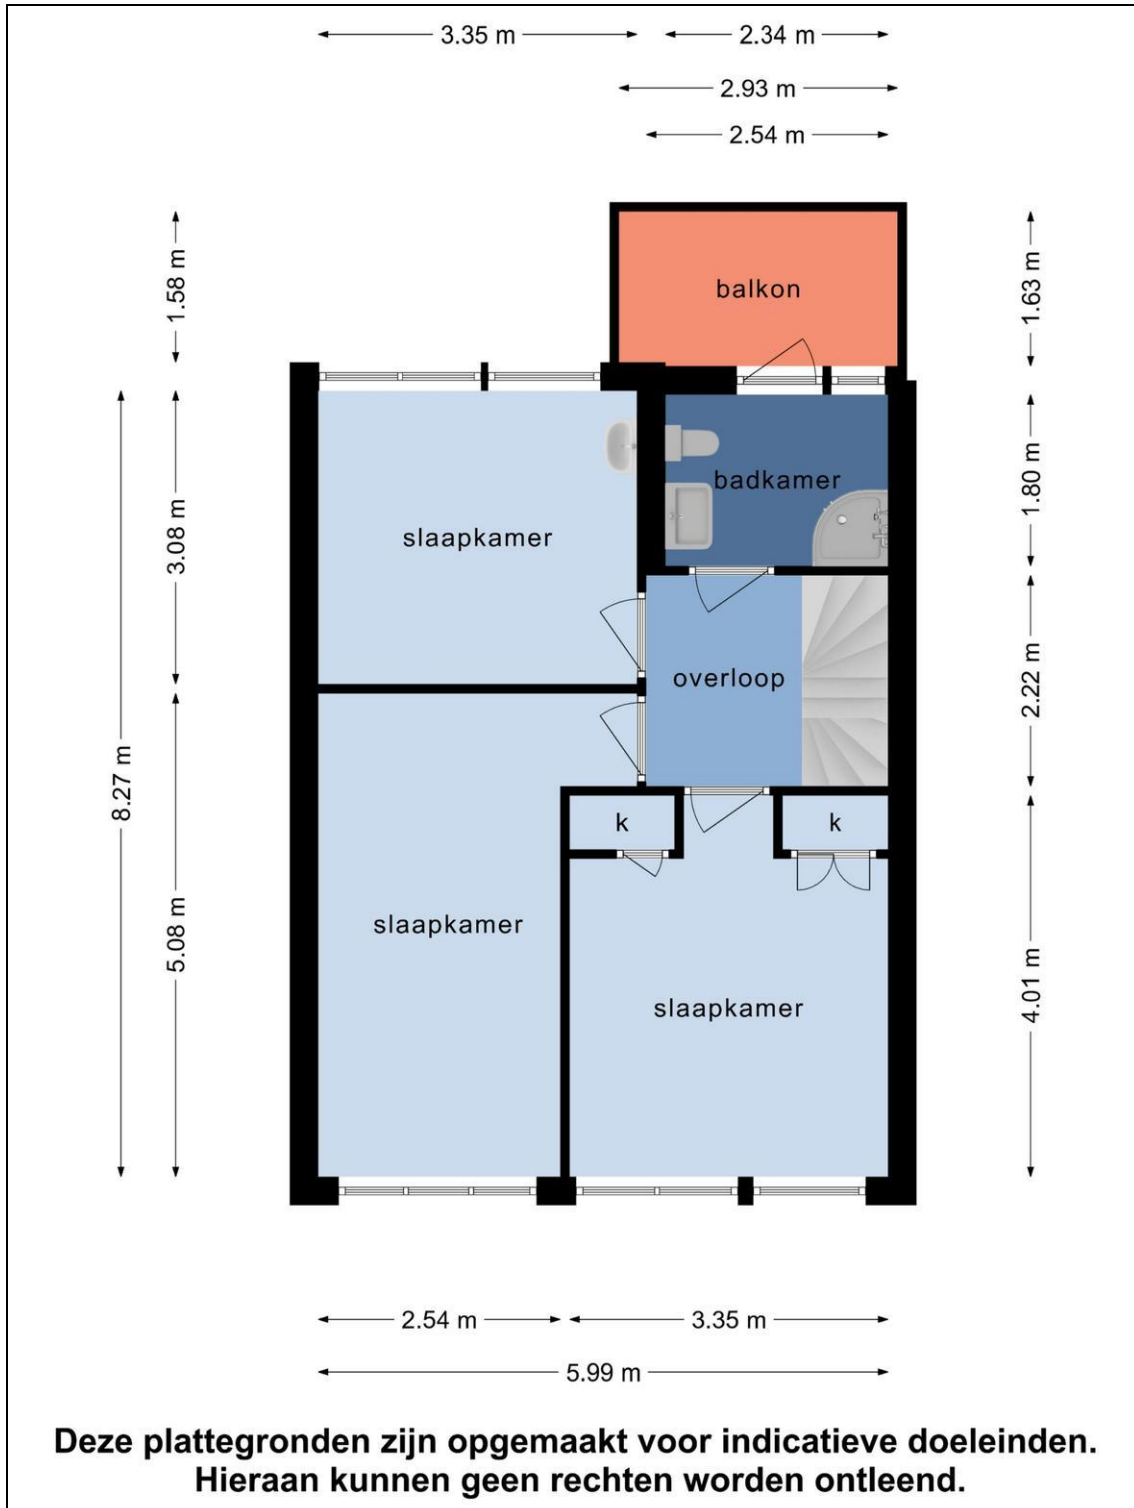 3.35 m
2.34 m
2.93 m
2.54 m
1.58 m
1.63 m
balkon
3.08 m
1.80 m
badkamer
slaapkamer
2.22 m
overloop
8.27 m
k
k
5.08 m
slaapkamer
4.01 m
slaapkamer
2.54 m
3.35 m
5.99 m
Deze plattegronden zijn opgemaakt voor indicatieve doeleinden.
Hieraan kunnen geen rechten worden ontleend.